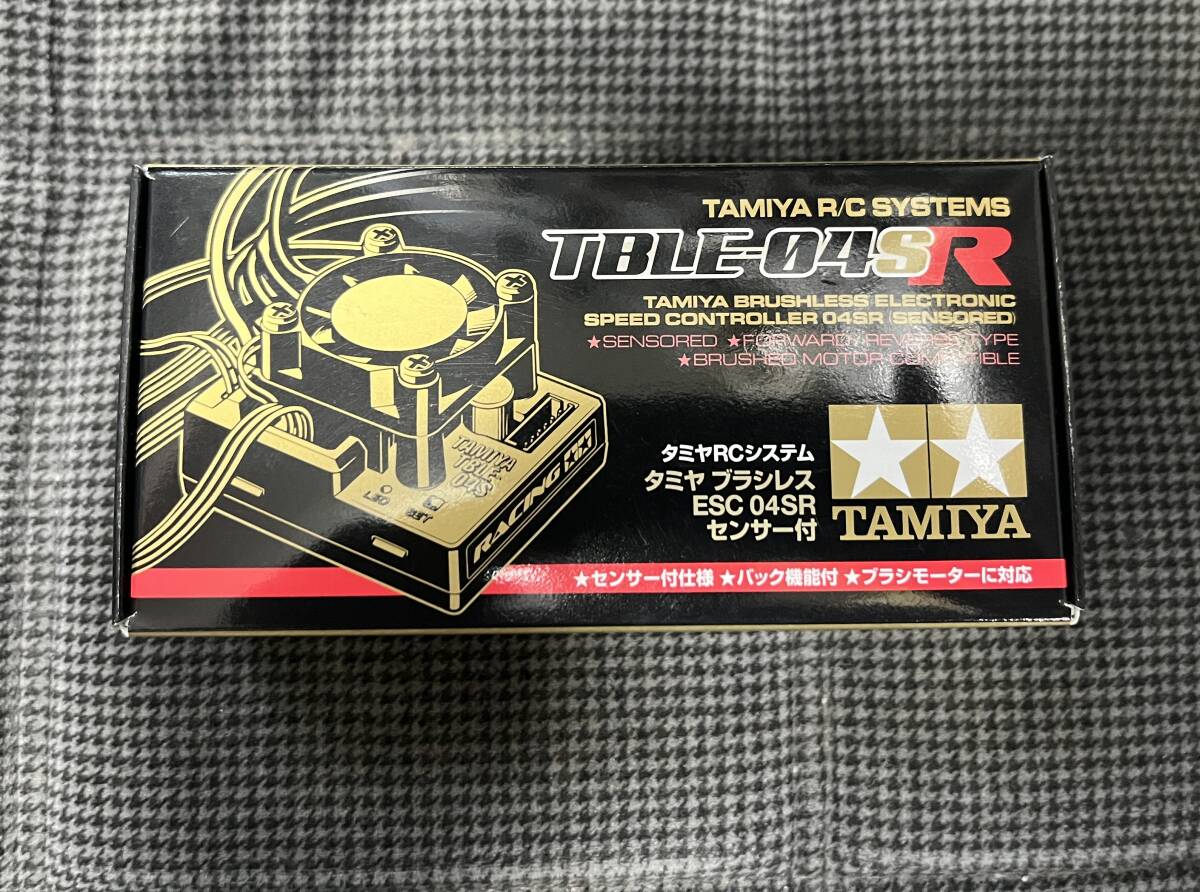 TAMIYA R/C SYSTEMS
TBLE-04SR
TAMIYA BRUSHLESS ELECTRONIC
SPEED CONTROLLER 04SR (SENSORED)
★SENSORED ★FORWARD/REVERSE TYPE
★BRUSHED MOTOR COMPATIBLE
タミヤRCシステム
タミヤ ブラシレス
ESC 04SR
センサー付
TAMIYA
TAMIYA
TBLE-
04S
LED
SET
RACING
★センサー付仕様 ★バック機能付 ★ブラシモーターに対応